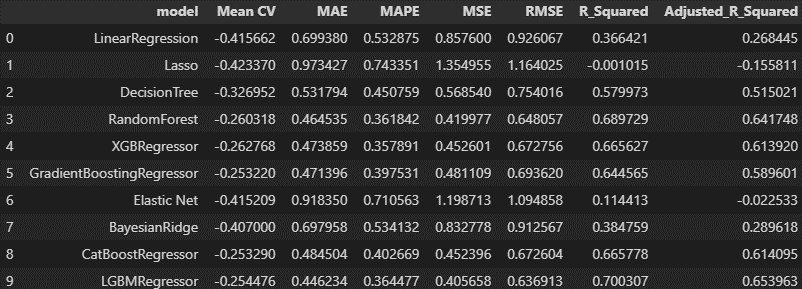 model Mean CV MAE MAPE MSE RMSE R_Squared Adjusted_R_Squared
0 LinearRegression -0.415662 0.699380 0.532875 0.857600 0.926067 0.366421 0.268445
1 Lasso -0.423370 0.973427 0.743351 1.354955 1.164025 -0.001015 -0.155811
2 DecisionTree -0.326952 0.531794 0.450759 0.568540 0.754016 0.579973 0.515021
3 RandomForest -0.260318 0.464535 0.361842 0.419977 0.648057 0.689729 0.641748
4 XGBRegressor -0.262768 0.473859 0.357891 0.452601 0.672756 0.665627 0.613920
5 GradientBoostingRegressor -0.253220 0.471396 0.397531 0.481109 0.693620 0.644565 0.589601
6 Elastic Net -0.415209 0.918350 0.710563 1.198713 1.094858 0.114413 -0.022533
7 BayesianRidge -0.407000 0.697958 0.534132 0.832778 0.912567 0.384759 0.289618
8 CatBoostRegressor -0.253290 0.484504 0.402669 0.452396 0.672604 0.665778 0.614095
9 LGBMRegressor -0.254476 0.446234 0.364477 0.405658 0.636913 0.700307 0.653963